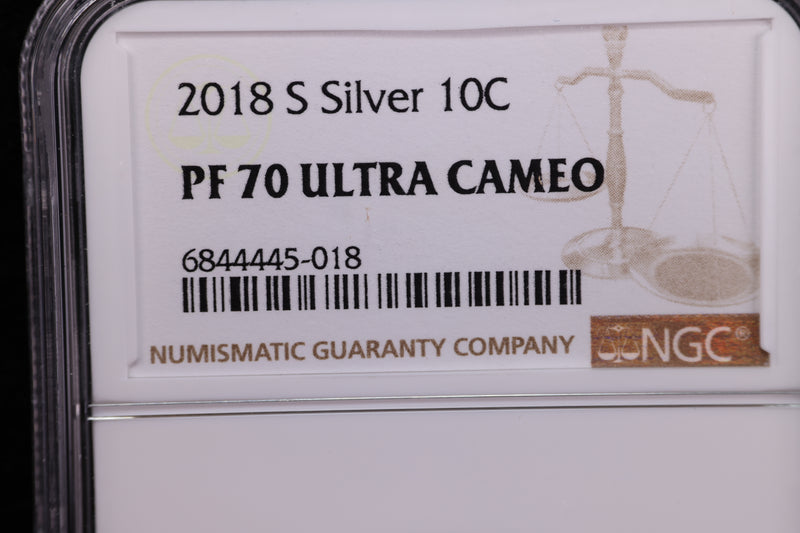 2018 S Silver 10C
PF 70 ULTRA CAMEO
6844445-018
NUMISMATIC GUARANTY COMPANY
NGC®